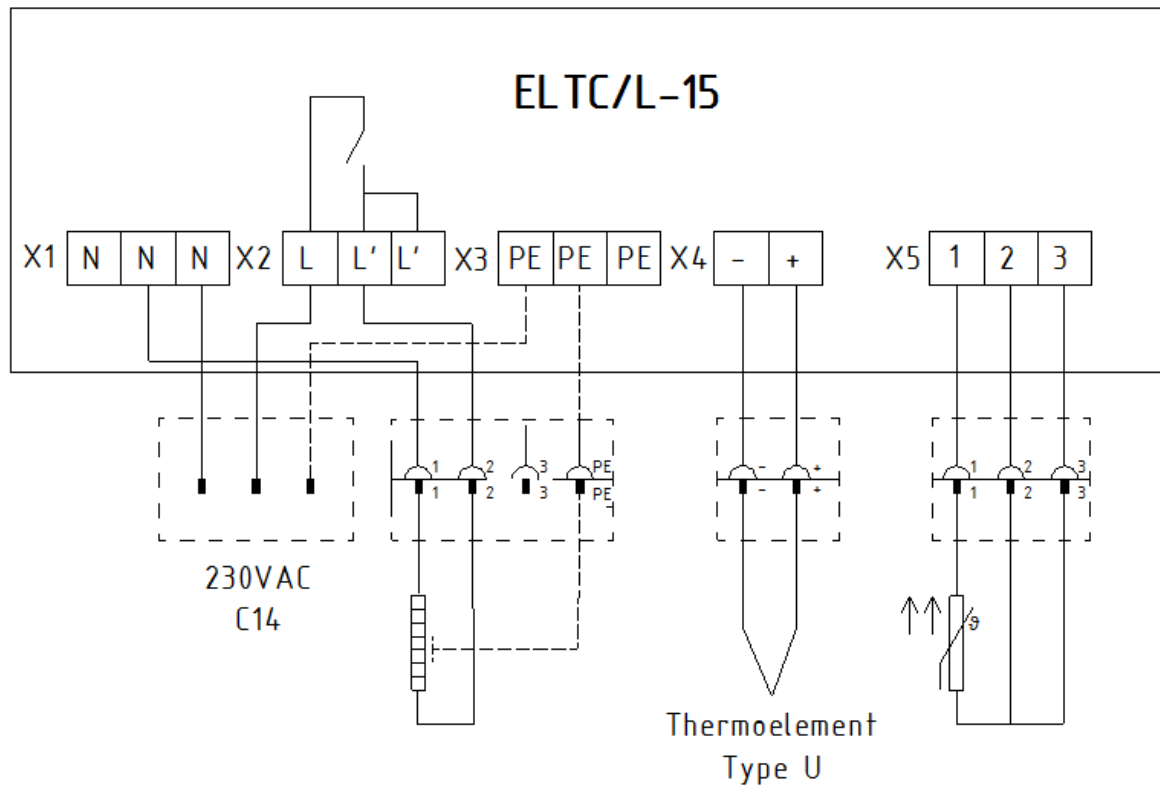 ELTC/L-15
X1 N N N X2 L L' L' X3 PE PE PE X4 - + X5 1 2 3
1 2 3 PE - + 1 2 3
1 2 3 PE - + 1 2 3
230VAC
C14
ϑ
Thermoelement
Type U